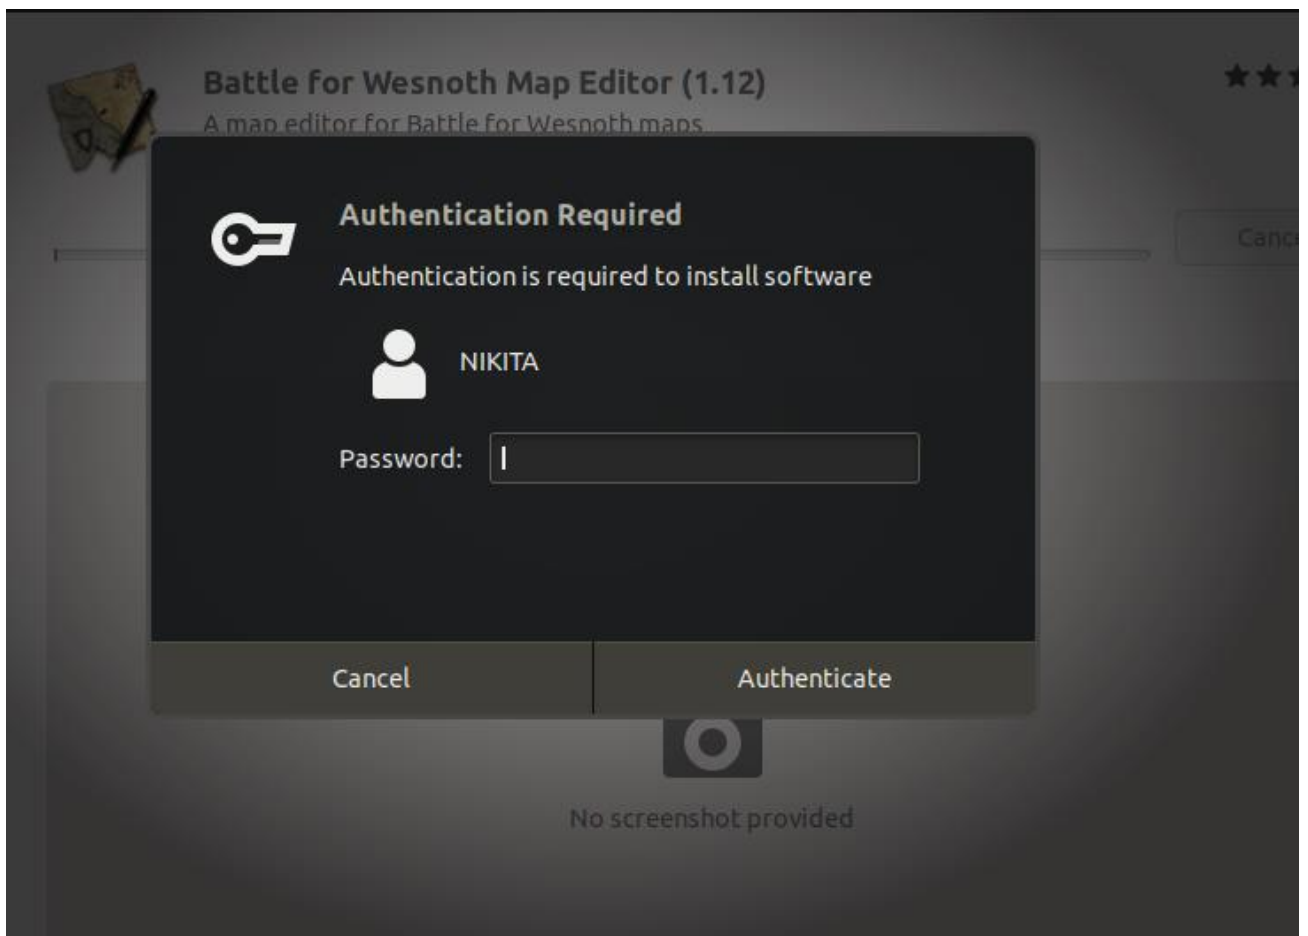 Battle for Wesnoth Map Editor (1.12)
A map editor for Battle for Wesnoth maps
Authentication Required
Authentication is required to install software
NIKITA
Password:
Cancel
Authenticate
No screenshot provided